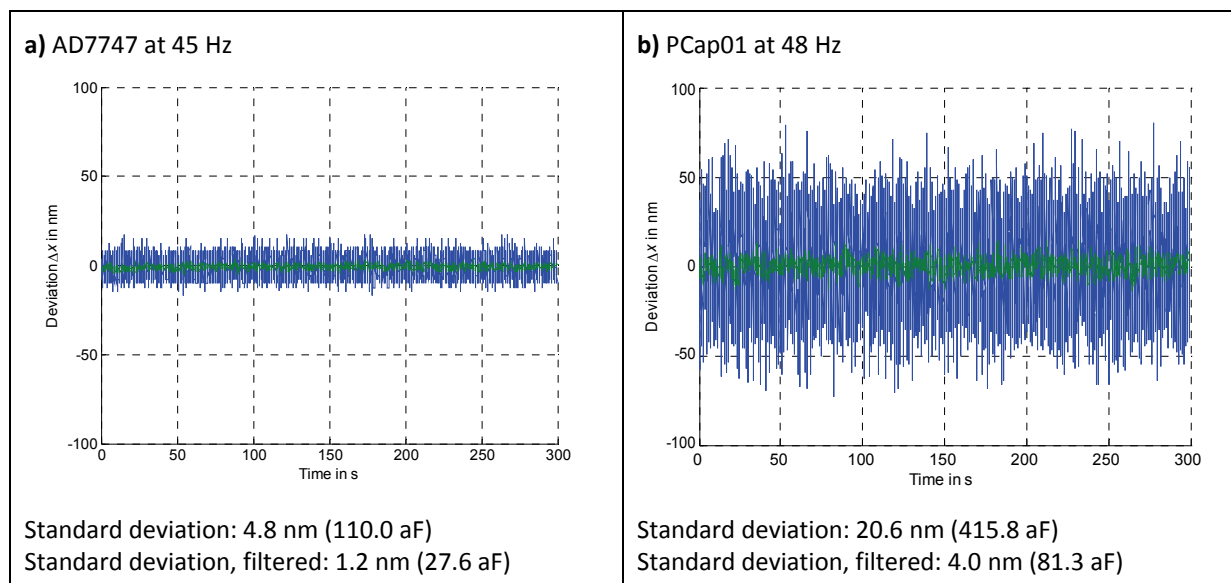 a) AD7747 at 45 Hz
100
50
0
-50
-100
Deviation Δx in nm
0 50 100 150 200 250 300
Time in s
Standard deviation: 4.8 nm (110.0 aF)
Standard deviation, filtered: 1.2 nm (27.6 aF)
b) PCap01 at 48 Hz
100
50
0
-50
-100
Deviation Δx in nm
0 50 100 150 200 250 300
Time in s
Standard deviation: 20.6 nm (415.8 aF)
Standard deviation, filtered: 4.0 nm (81.3 aF)